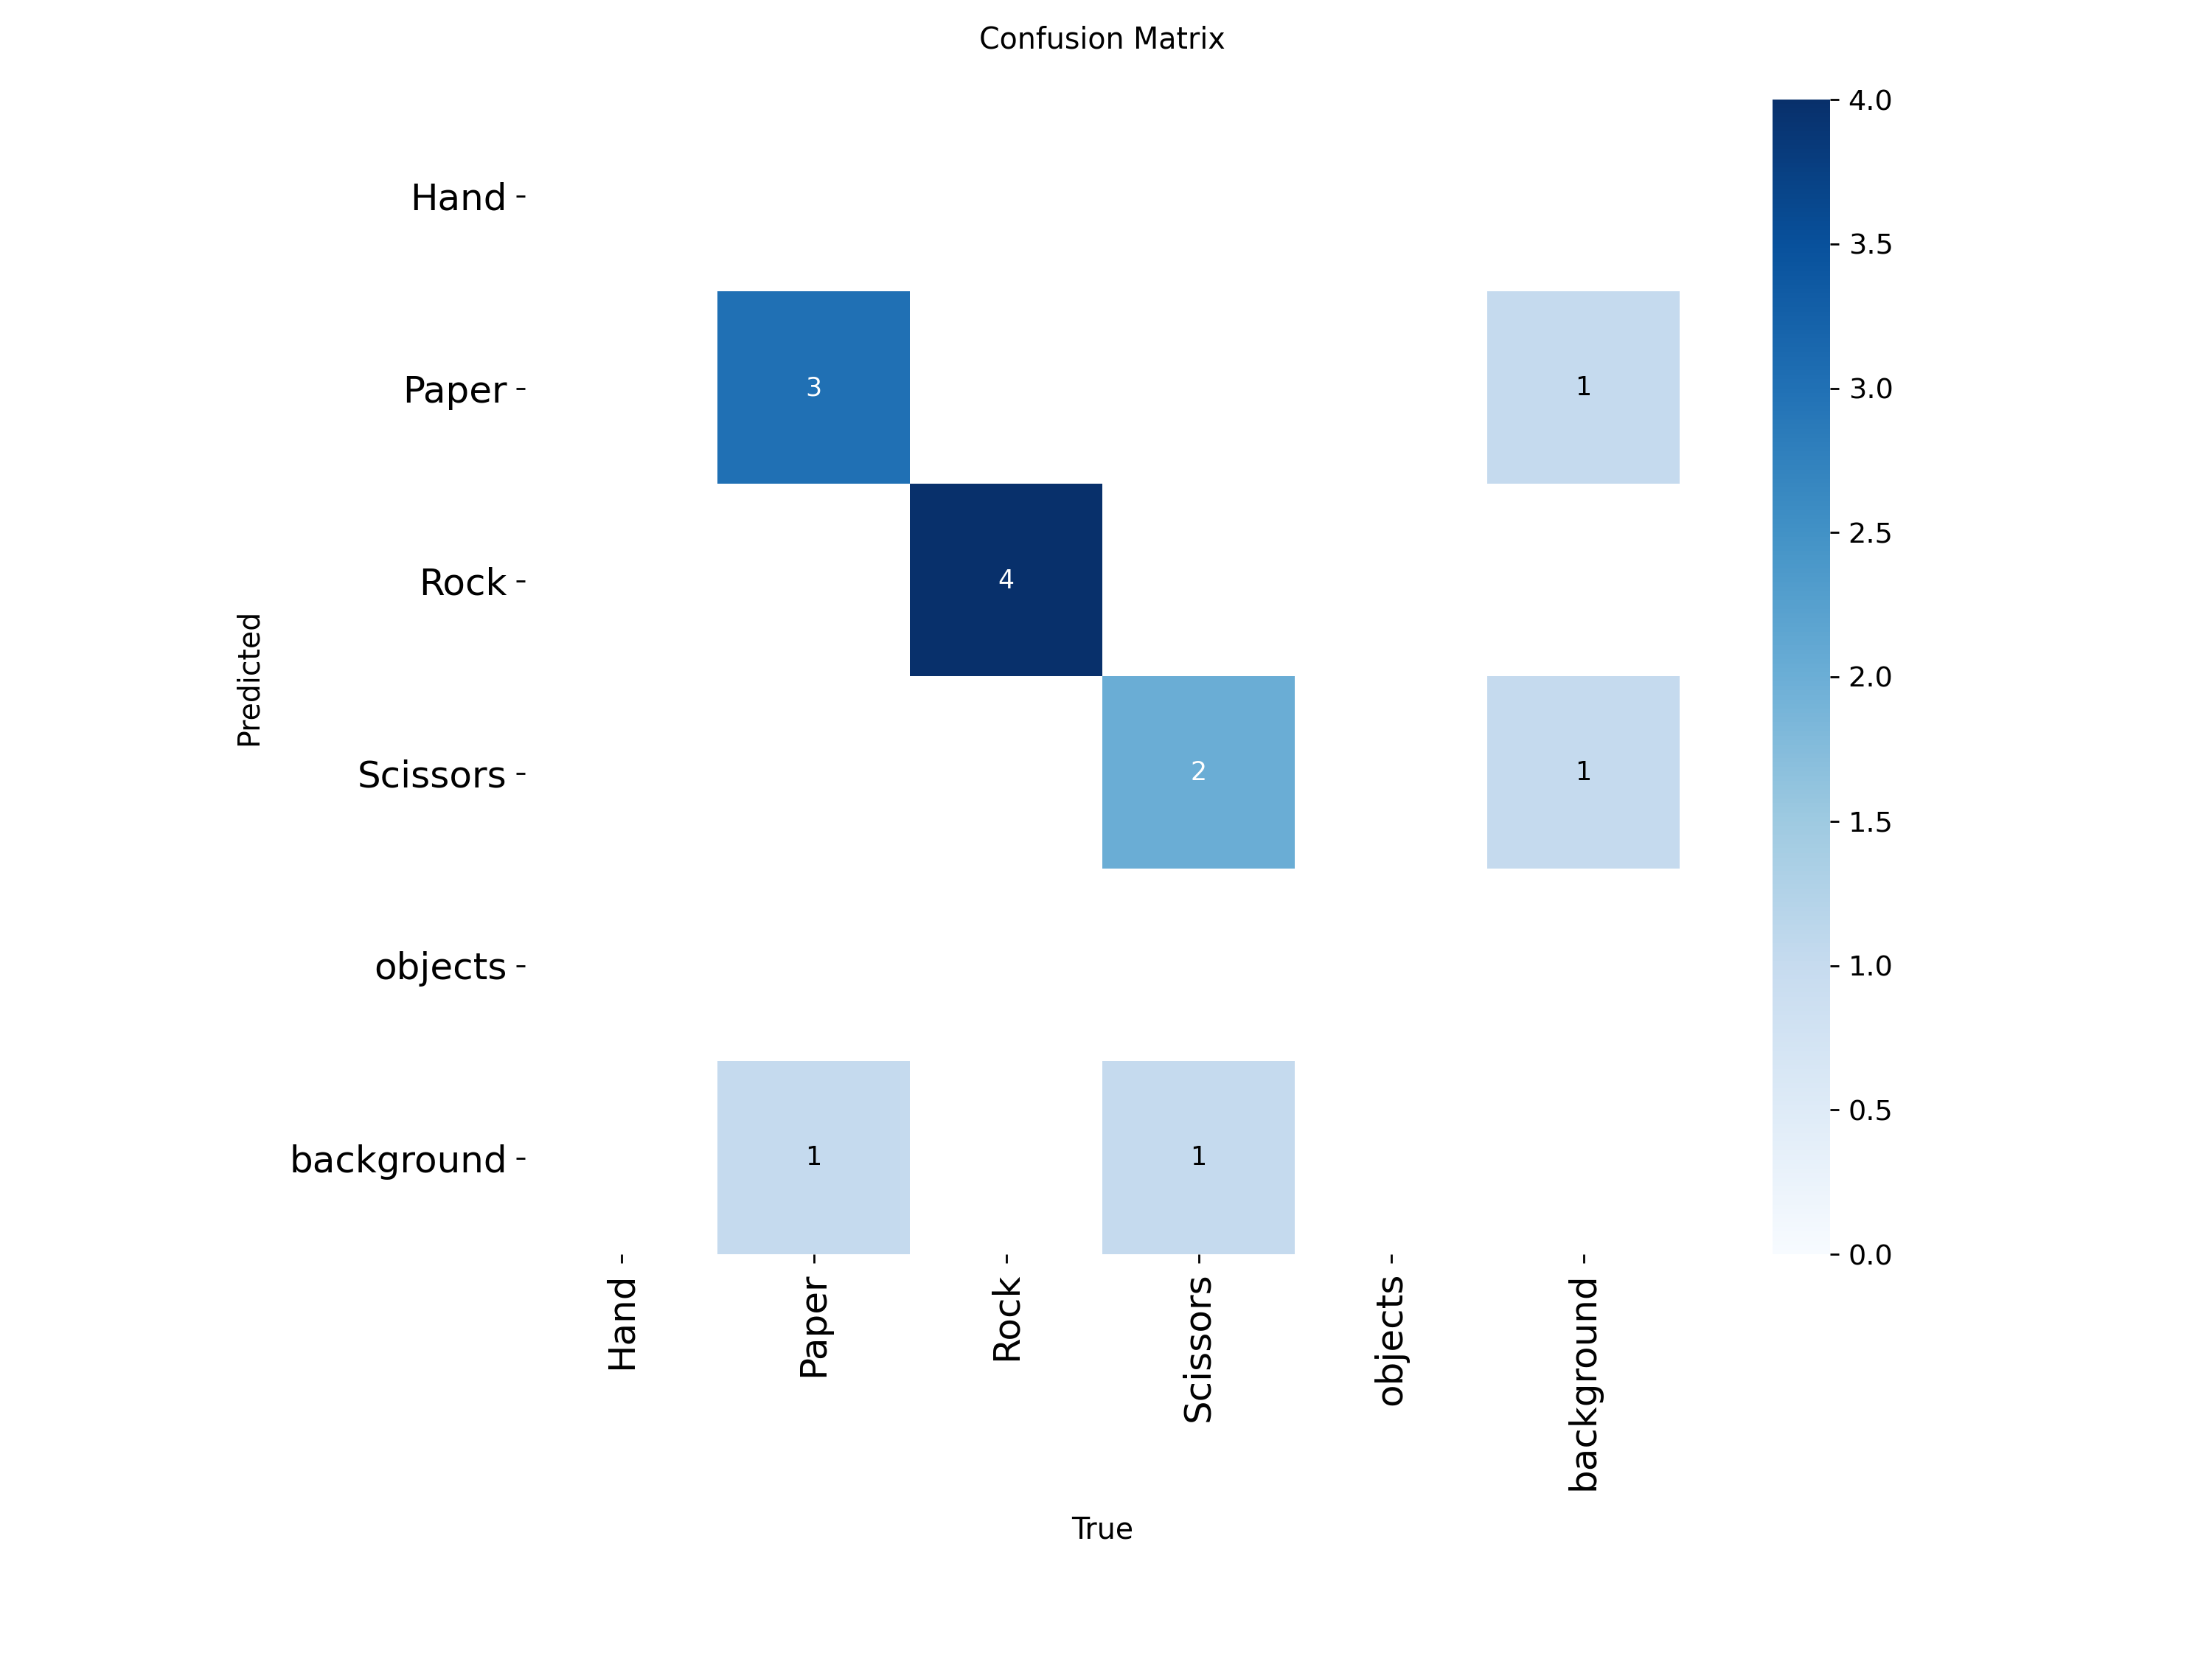 Confusion Matrix
Hand
Paper
Rock
Scissors
objects
background
Predicted
3
1
4
2
1
1
1
Hand
Paper
Rock
Scissors
objects
background
True
4.0
3.5
3.0
2.5
2.0
1.5
1.0
0.5
0.0